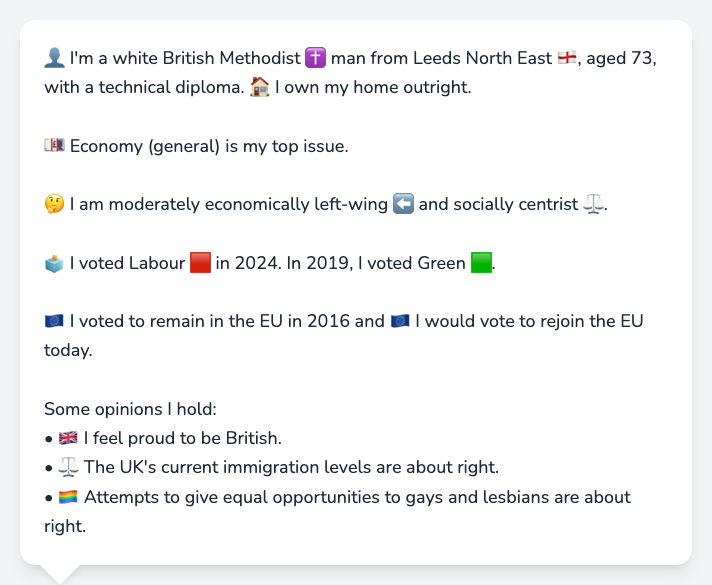 👤 I'm a white British Methodist ✝️ man from Leeds North East 🏴󠁧󠁢󠁥󠁮󠁧󠁿, aged 73,
with a technical diploma. 🏠 I own my home outright.
💷 Economy (general) is my top issue.
🤔 I am moderately economically left-wing ⬅️ and socially centrist ⚖️.
🗳️ I voted Labour 🟥 in 2024. In 2019, I voted Green 🟩.
🇪🇺 I voted to remain in the EU in 2016 and 🇪🇺 I would vote to rejoin the EU
today.
Some opinions I hold:
• 🇬🇧 I feel proud to be British.
• ⚖️ The UK's current immigration levels are about right.
• 🏳️‍🌈 Attempts to give equal opportunities to gays and lesbians are about
right.